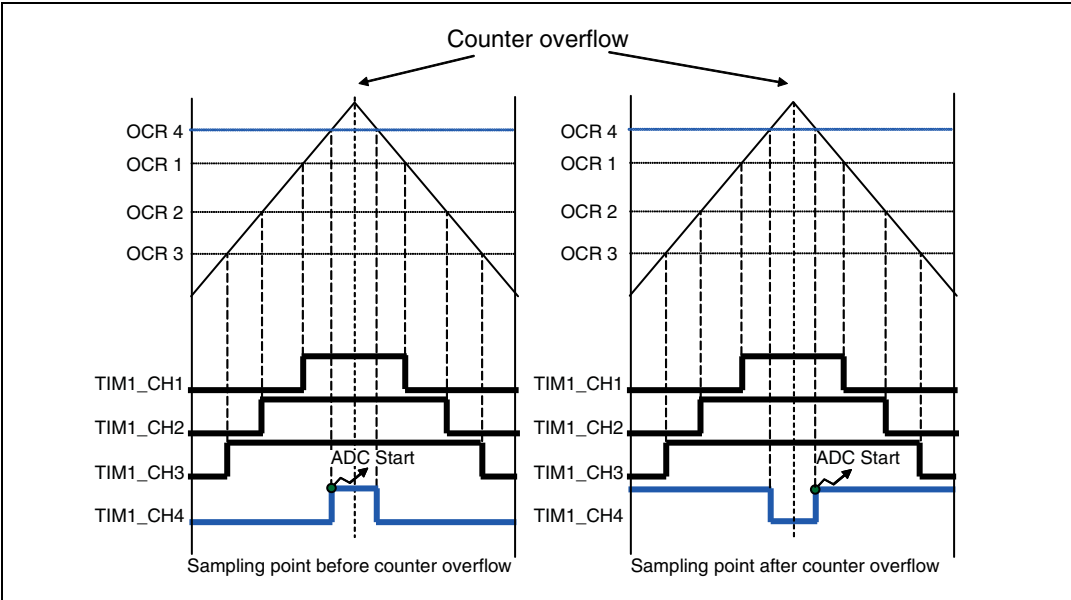 Counter overflow
OCR 4
OCR 1
OCR 2
OCR 3
TIM1_CH1
TIM1_CH2
TIM1_CH3
ADC Start
TIM1_CH4
Sampling point before counter overflow
OCR 4
OCR 1
OCR 2
OCR 3
TIM1_CH1
TIM1_CH2
TIM1_CH3
ADC Start
TIM1_CH4
Sampling point after counter overflow